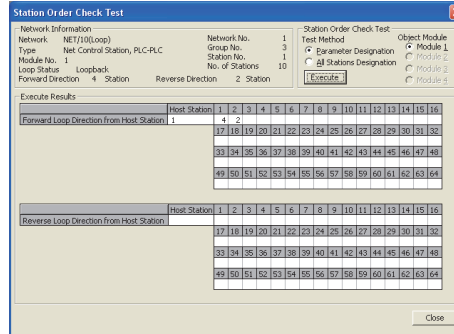 Station Order Check Test
Network Information
Network NET/10(Loop) Network No. 1
Type Net Control Station, PLC-PLC Group No. 3
Module No. 1 Station No. 1
Loop Status Loopback No. of Stations 10
Forward Direction 4 Station Reverse Direction 2 Station
Station Order Check Test
Test Method
Parameter Designation
All Stations Designation
Execute
Object Module
Module 1
Module 2
Module 3
Module 4
Execute Results
Host Station 1 2 3 4 5 6 7 8 9 10 11 12 13 14 15 16
Forward Loop Direction from Host Station 1 4 2
17 18 19 20 21 22 23 24 25 26 27 28 29 30 31 32
33 34 35 36 37 38 39 40 41 42 43 44 45 46 47 48
49 50 51 52 53 54 55 56 57 58 59 60 61 62 63 64
Host Station 1 2 3 4 5 6 7 8 9 10 11 12 13 14 15 16
Reverse Loop Direction from Host Station
17 18 19 20 21 22 23 24 25 26 27 28 29 30 31 32
33 34 35 36 37 38 39 40 41 42 43 44 45 46 47 48
49 50 51 52 53 54 55 56 57 58 59 60 61 62 63 64
Close